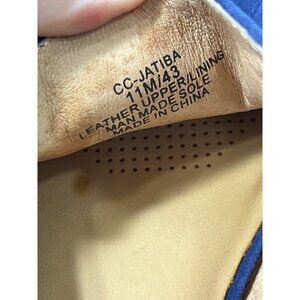 CC-JATIBA
11M/43
LEATHER UPPER/LINING
MAN MADE SOLE
MADE IN CHINA